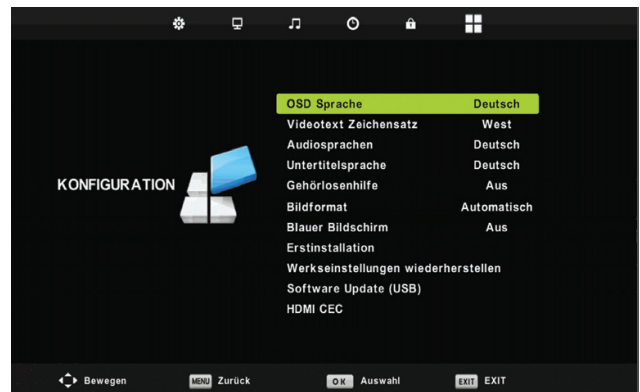 OSD Sprache Deutsch
Videotext Zeichensatz West
Audiosprachen Deutsch
Untertitelsprache Deutsch
KONFIGURATION
Gehörlosenhilfe Aus
Bildformat Automatisch
Blauer Bildschirm Aus
Erstinstallation
Werkseinstellungen wiederherstellen
Software Update (USB)
HDMI CEC
Bewegen MENU Zurück OK Auswahl EXIT EXIT